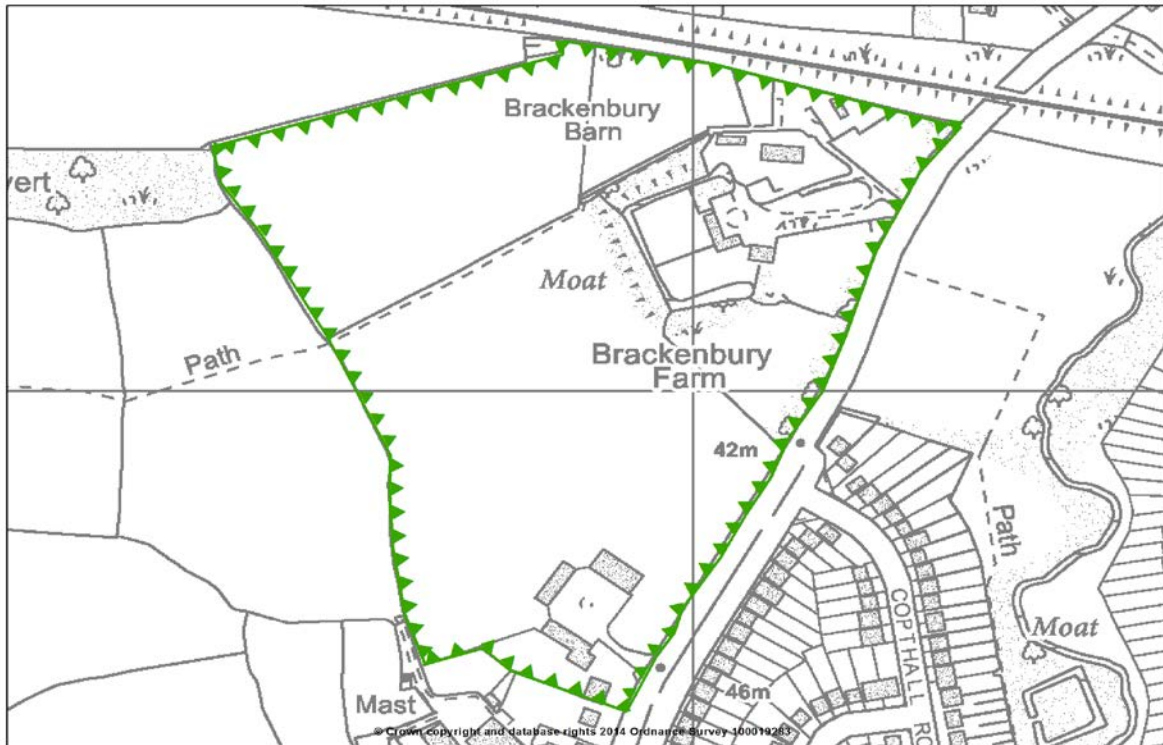 Brackenbury
Barn
vert
Moat
Path
Brackenbury
Farm
42m
Path
COPTHALL RO
Moat
46m
Mast
© Crown copyright and database rights 2014 Ordnance Survey 100019283